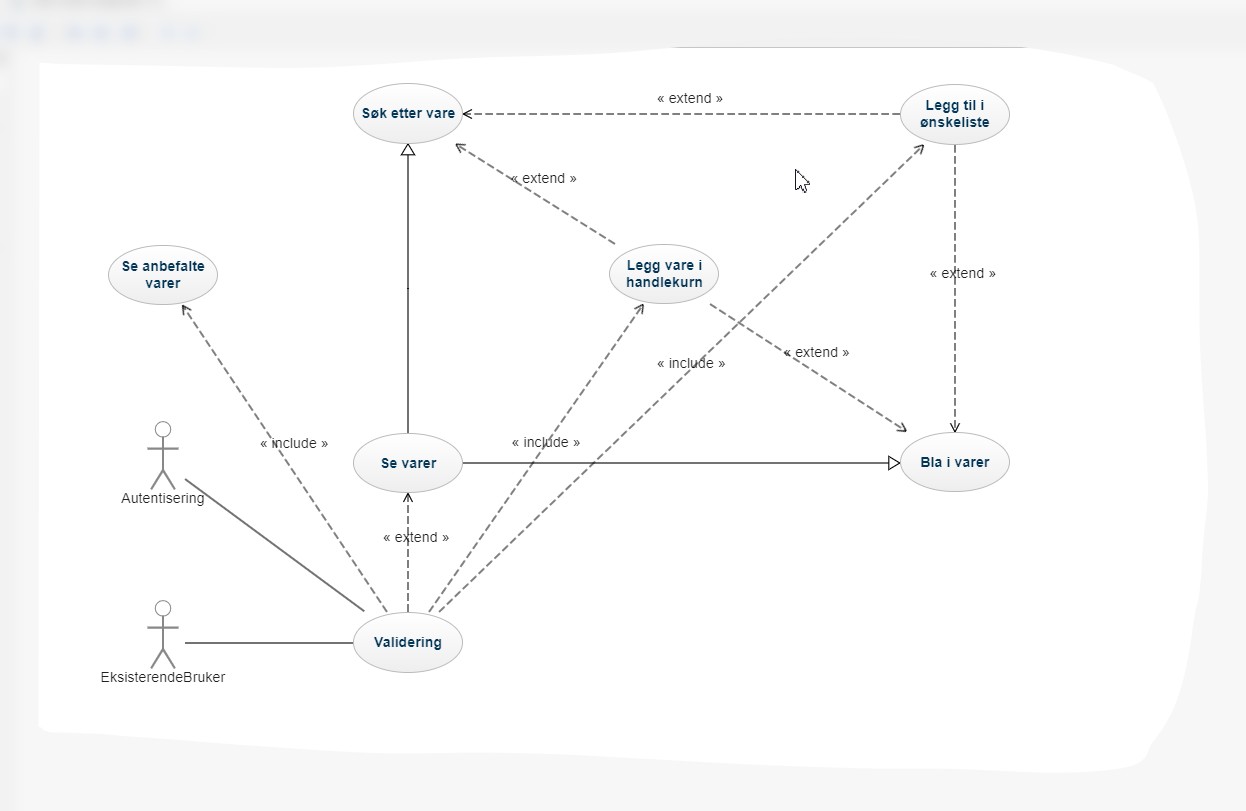 « extend »
Søk etter vare
Legg til i
ønskeliste
« extend »
Se anbefalte
varer
Legg vare i
handlekurn
« extend »
« extend »
« include »
« include »
« include »
Se varer
Bla i varer
Autentisering
« extend »
Validering
EksisterendeBruker